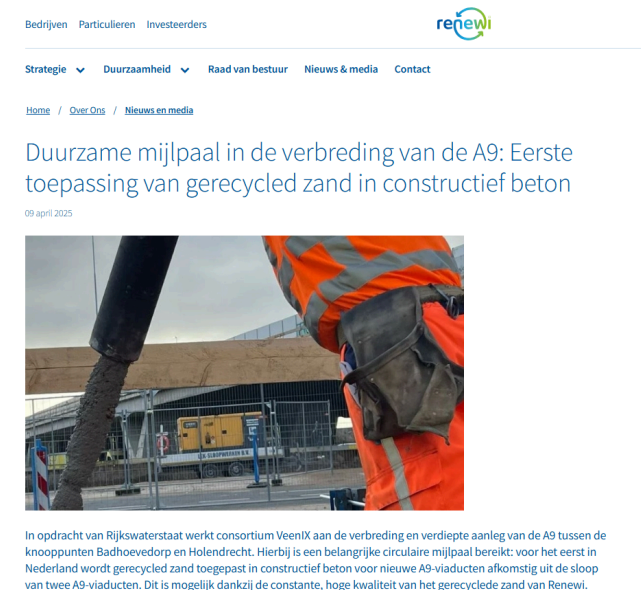 Bedrijven Particulieren Investeerders
renewi
Strategie Duurzaamheid Raad van bestuur Nieuws & media Contact
Home / Over Ons / Nieuws en media
Duurzame mijlpaal in de verbreding van de A9: Eerste
toepassing van gerecycled zand in constructief beton
09 april 2025
In opdracht van Rijkswaterstaat werkt consortium VeenIX aan de verbreding en verdiepte aanleg van de A9 tussen de
knooppunten Badhoevedorp en Holendrecht. Hierbij is een belangrijke circulaire mijlpaal bereikt: voor het eerst in
Nederland wordt gerecycled zand toegepast in constructief beton voor nieuwe A9-viaducten afkomstig uit de sloop
van twee A9-viaducten. Dit is mogelijk dankzij de constante, hoge kwaliteit van het gerecyclede zand van Renewi.